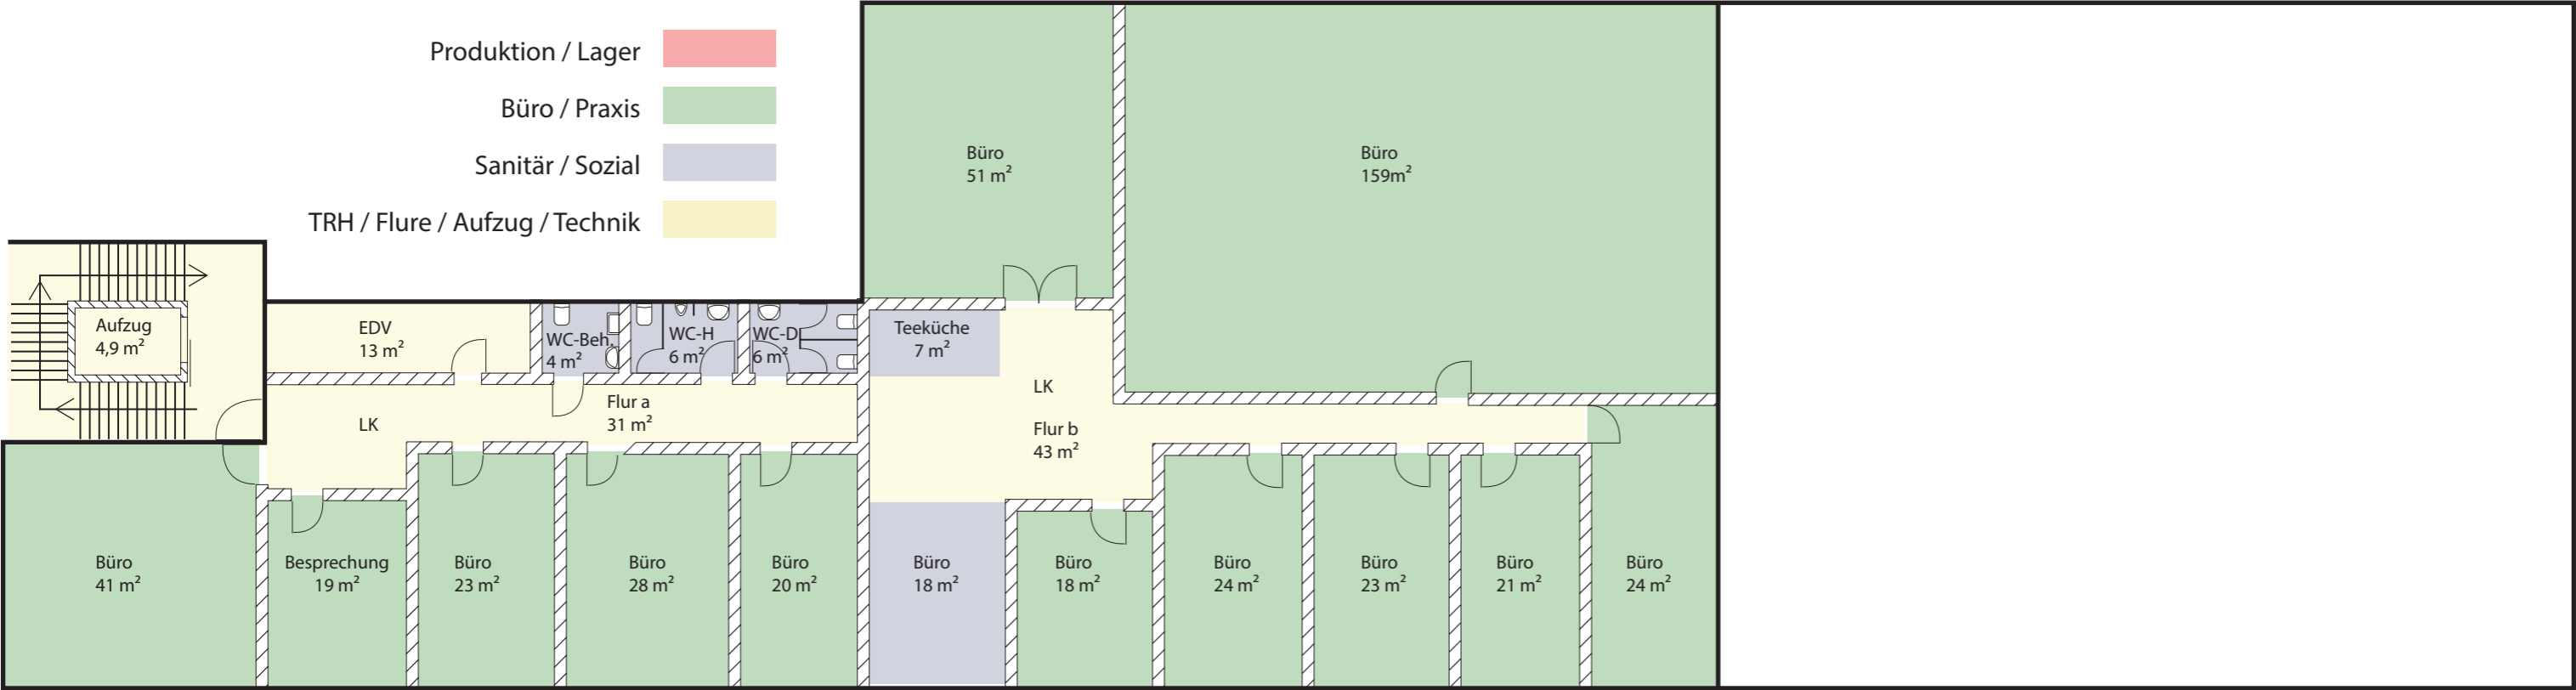 Produktion / Lager
Büro / Praxis
Sanitär / Sozial
TRH / Flure / Aufzug / Technik
Büro
51 m²
Büro
159m²
Aufzug
4,9 m²
EDV
13 m²
WC-Beh.
4 m²
WC-H
6 m²
WC-D
6 m²
Teeküche
7 m²
LK
Flur a
31 m²
LK
Flur b
43 m²
Büro
41 m²
Besprechung
19 m²
Büro
23 m²
Büro
28 m²
Büro
20 m²
Büro
18 m²
Büro
18 m²
Büro
24 m²
Büro
23 m²
Büro
21 m²
Büro
24 m²